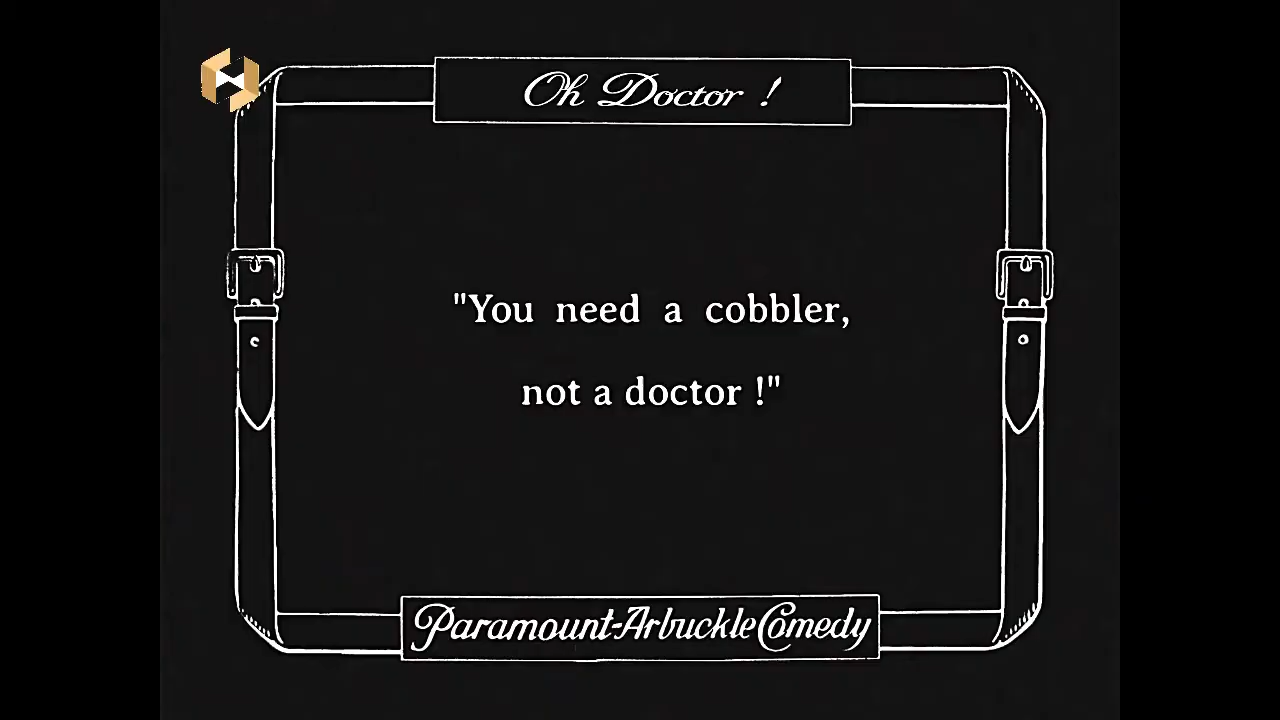 Oh Doctor !
"You need a cobbler,
not a doctor !"
Paramount-Arbuckle Comedy